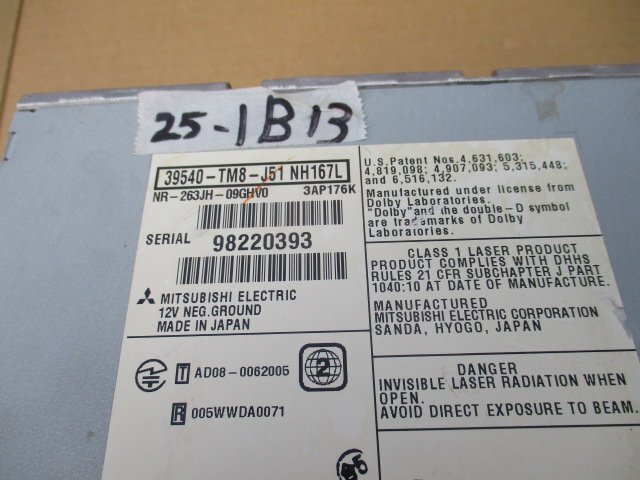 25-1B13
39540-TM8-J51 NH167L
NR-263JH-09GHV0 3AP176K
SERIAL 98220393
MITSUBISHI ELECTRIC
12V NEG.GROUND
MADE IN JAPAN
T AD08-0062005
2
R 005WWDA0071
U.S.Patent Nos.4,631,603;
4,819,098; 4,907,093; 5,315,448;
and 6,516,132.
Manufactured under license from
Dolby Laboratories.
"Dolby" and the double-D symbol
are trademarks of Dolby
Laboratories.
CLASS 1 LASER PRODUCT
PRODUCT COMPLIES WITH DHHS
RULES 21 CFR SUBCHAPTER J PART
1040:10 AT DATE OF MANUFACTURE.
MANUFACTURED
MITSUBISHI ELECTRIC CORPORATION
SANDA, HYOGO, JAPAN
DANGER
INVISIBLE LASER RADIATION WHEN
OPEN.
AVOID DIRECT EXPOSURE TO BEAM.